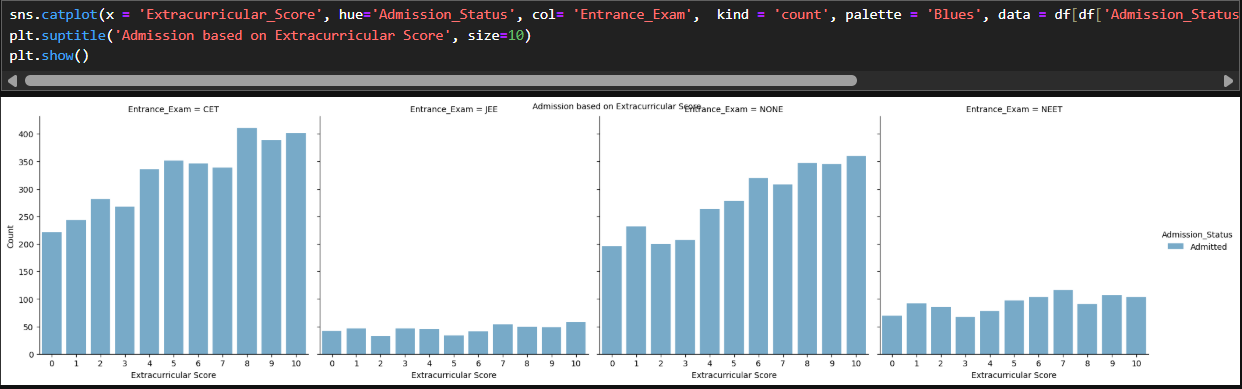 sns.catplot(x = 'Extracurricular_Score', hue='Admission_Status', col= 'Entrance_Exam',  kind = 'count', palette = 'Blues', data = df[df['Admission_Status
plt.suptitle('Admission based on Extracurricular Score', size=10)
plt.show()
Admission based on Extracurricular Score
Entrance_Exam = CET
Entrance_Exam = JEE
Entrance_Exam = NONE
Entrance_Exam = NEET
400
350
300
250
200
150
100
50
0
Count
0 1 2 3 4 5 6 7 8 9 10
Extracurricular Score
0 1 2 3 4 5 6 7 8 9 10
Extracurricular Score
0 1 2 3 4 5 6 7 8 9 10
Extracurricular Score
0 1 2 3 4 5 6 7 8 9 10
Extracurricular Score
Admission_Status
Admitted